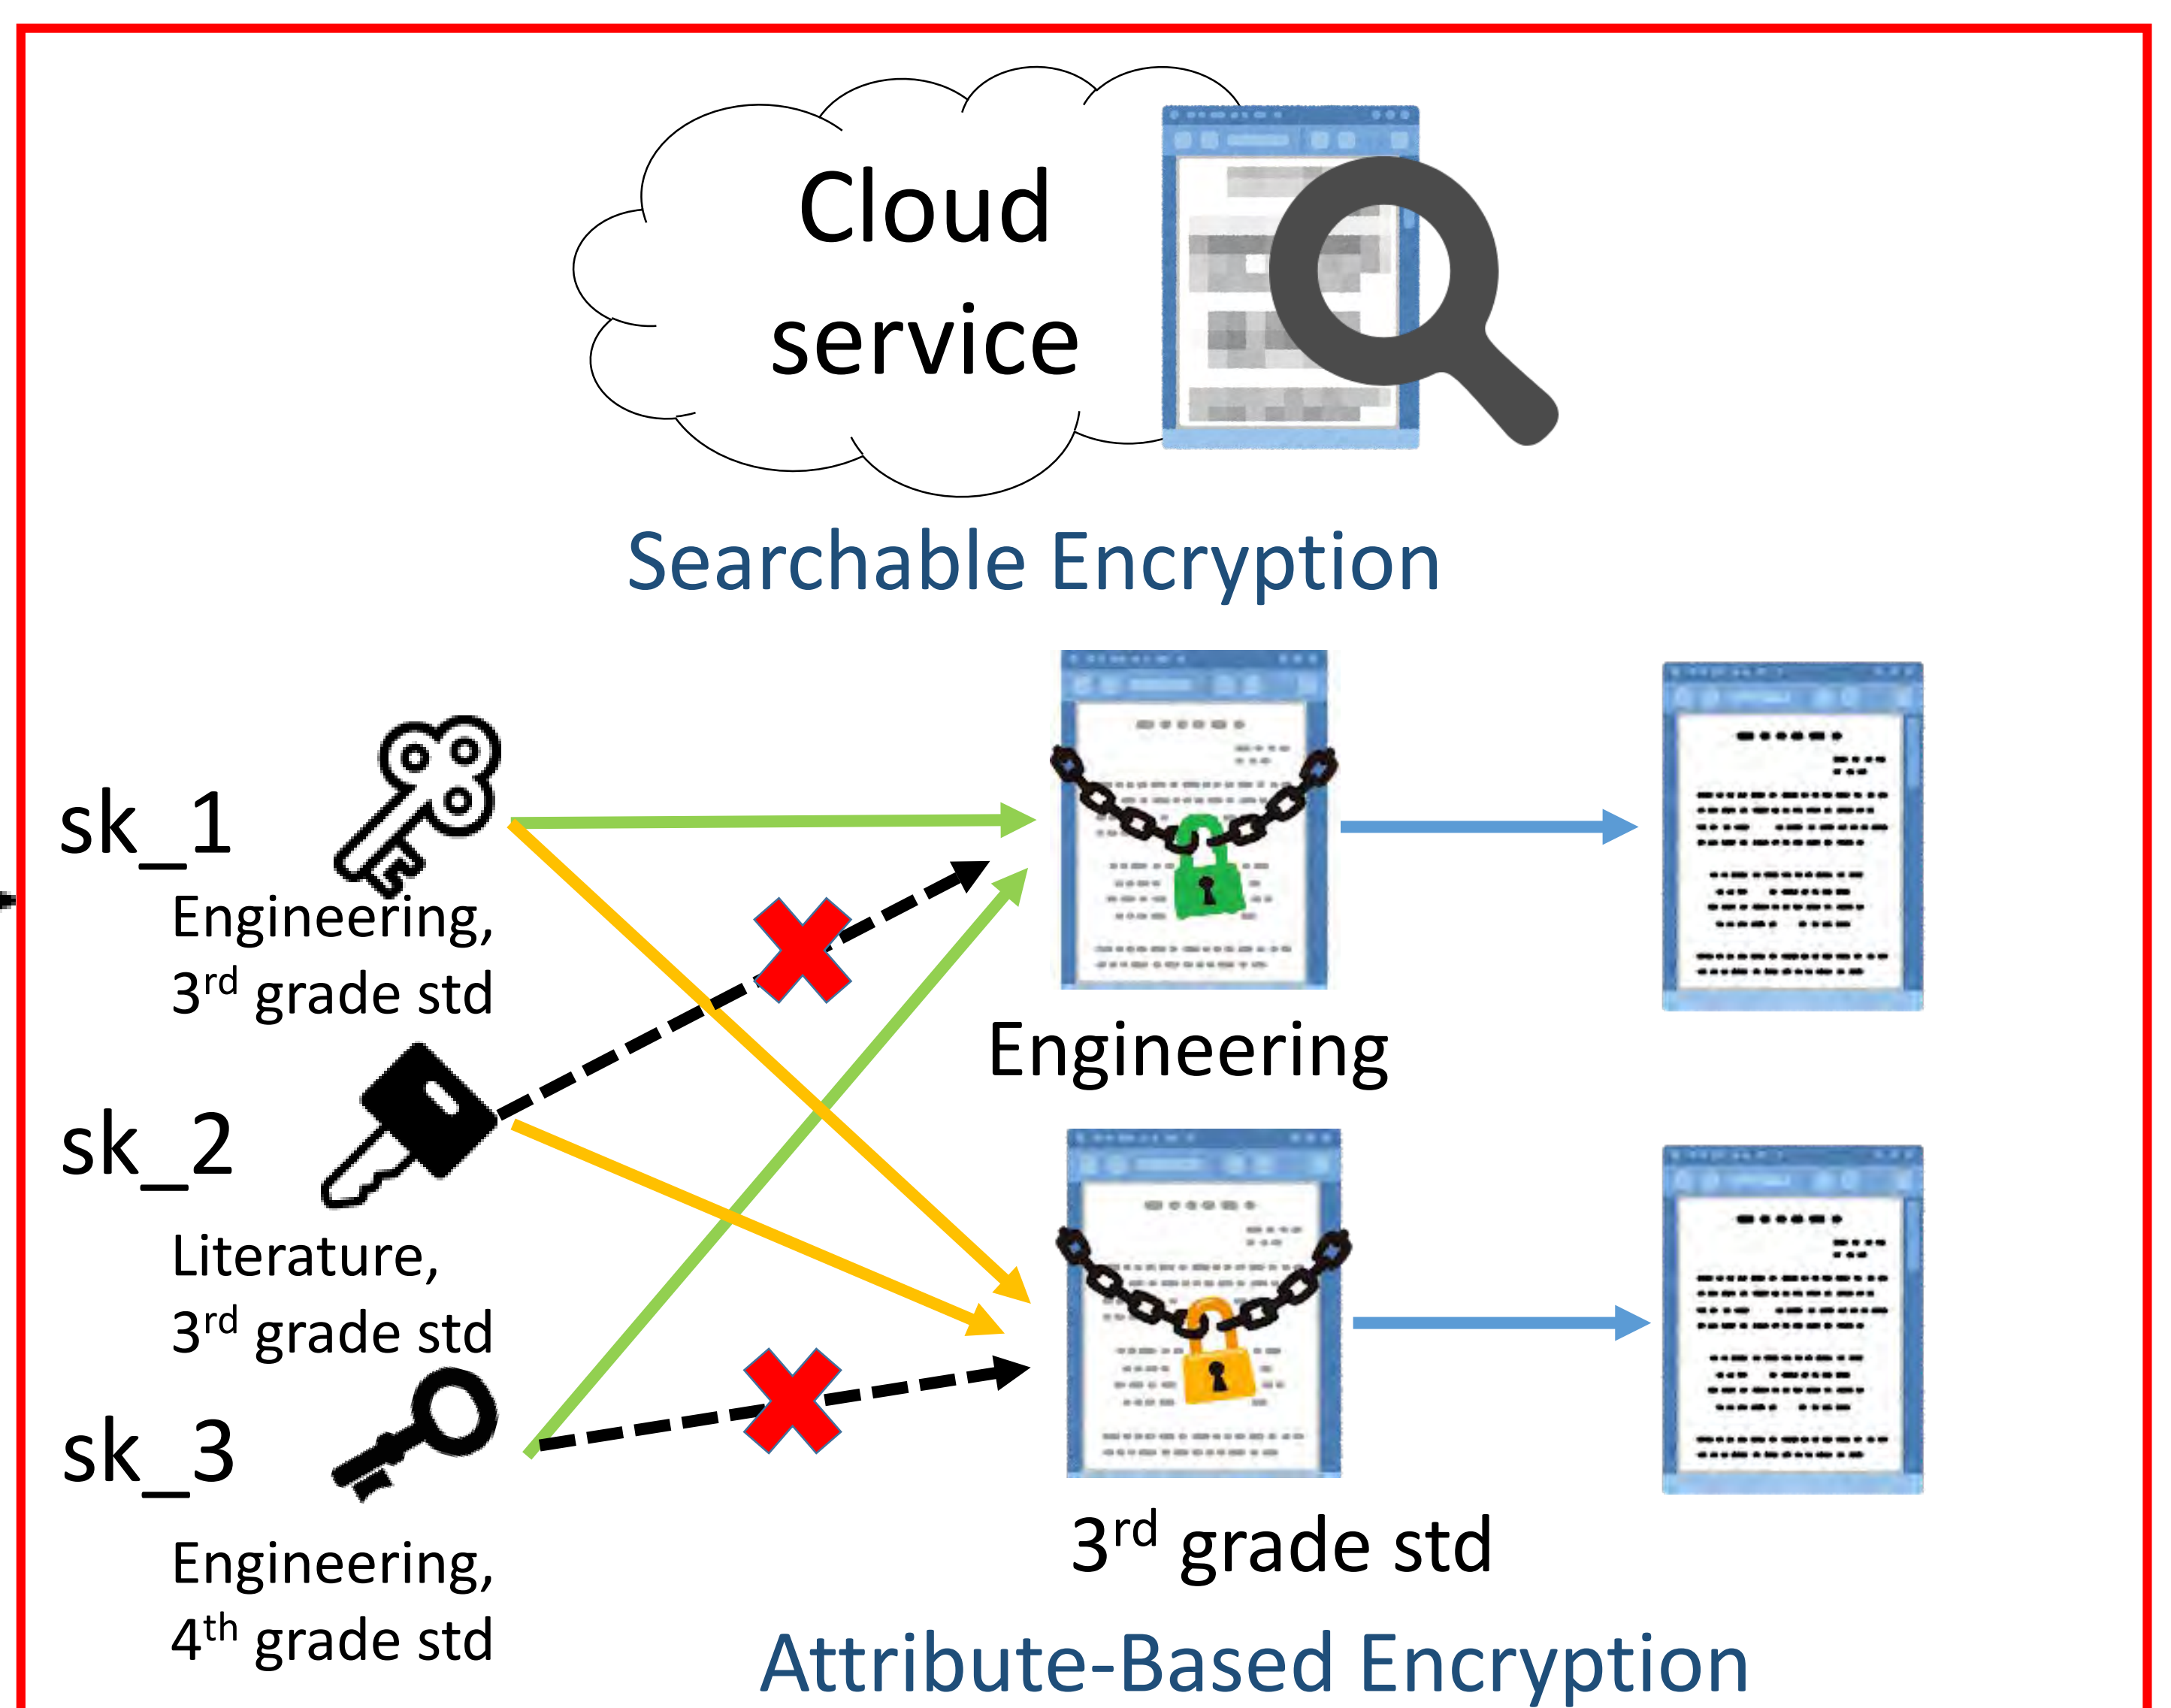 Cloud
service
Searchable Encryption
sk_1
Engineering,
3rd grade std
sk_2
Literature,
3rd grade std
sk_3
Engineering,
4th grade std
Engineering
3rd grade std
Attribute-Based Encryption